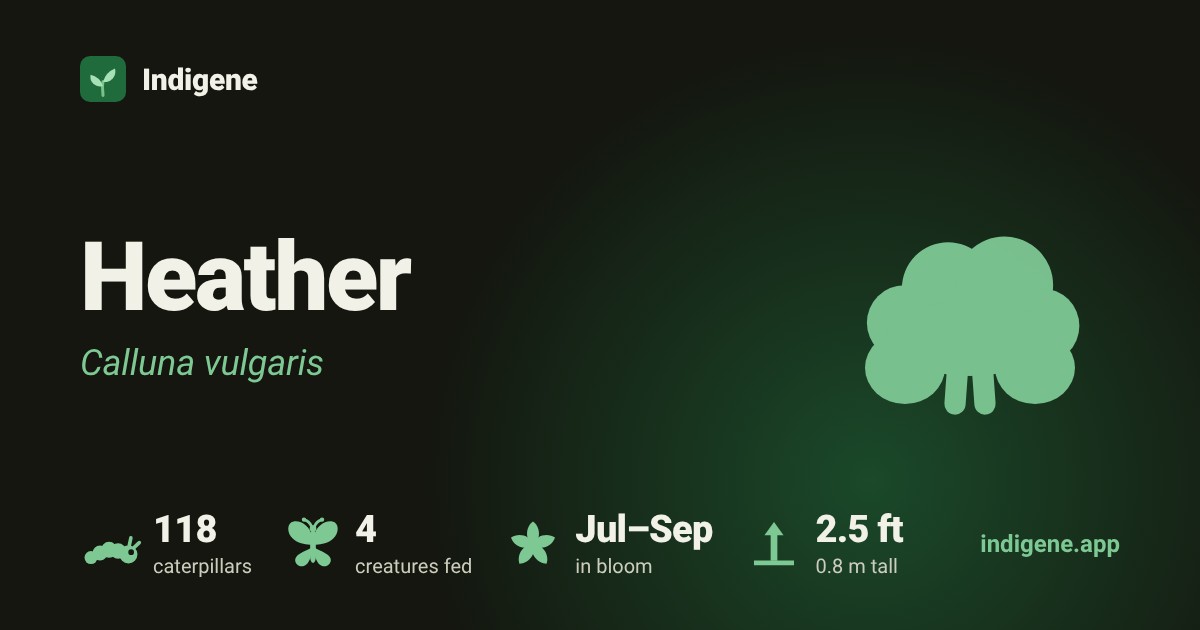 Indigene
Heather
Calluna vulgaris
118
caterpillars
4
creatures fed
Jul–Sep
in bloom
2.5 ft
0.8 m tall
indigene.app